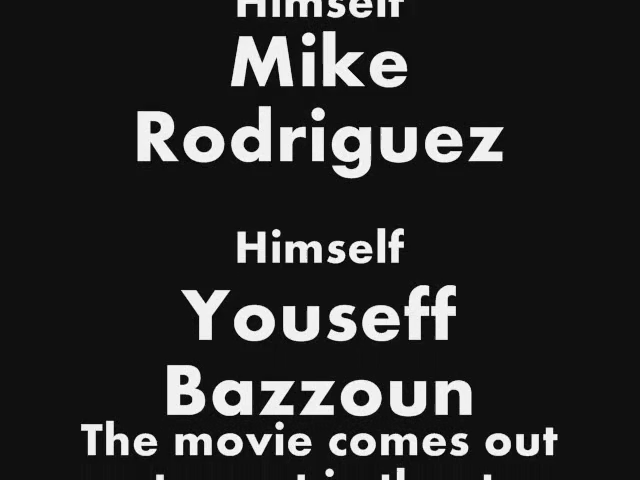 Himself
Mike
Rodriguez
Himself
Youseff
Bazzoun
The movie comes out